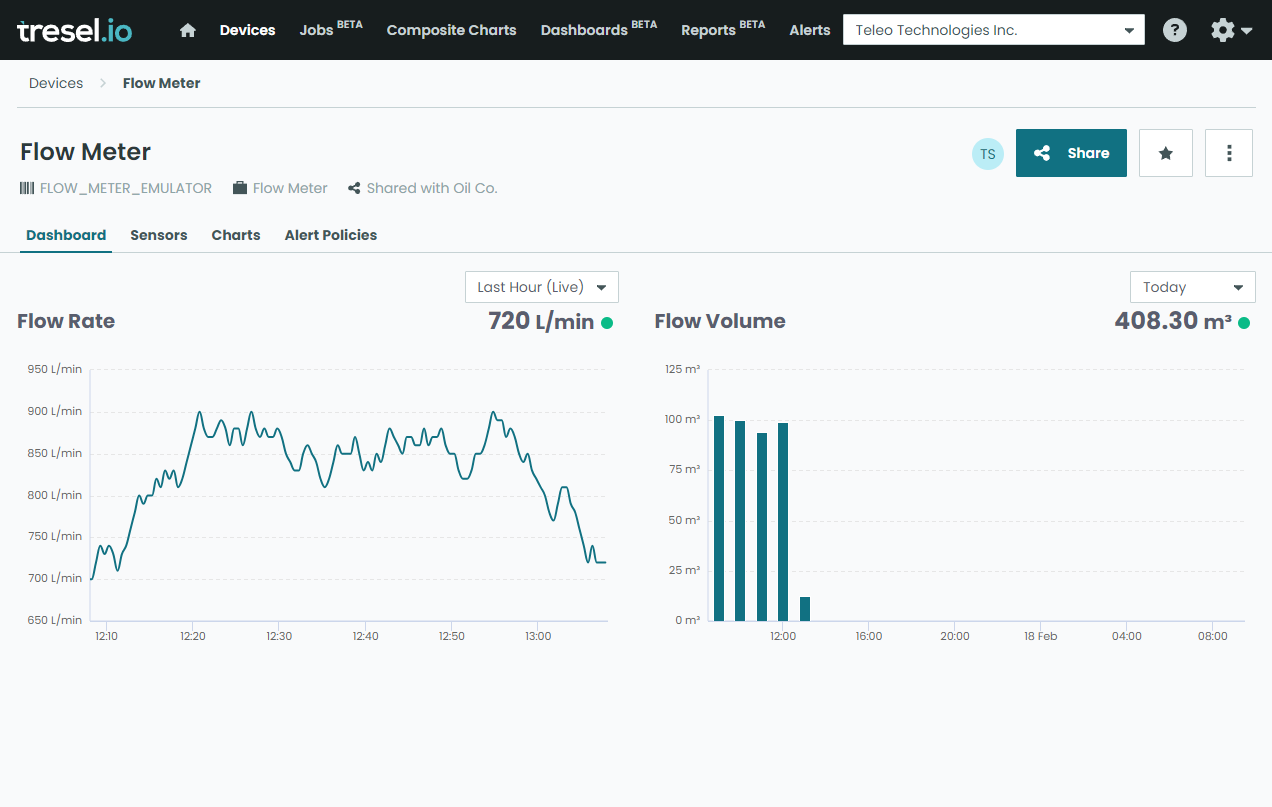 tresel.io
Devices
Jobs BETA
Composite Charts
Dashboards BETA
Reports BETA
Alerts
Teleo Technologies Inc.
?
Devices > Flow Meter
Flow Meter
TS
Share
FLOW_METER_EMULATOR
Flow Meter
Shared with Oil Co.
Dashboard
Sensors
Charts
Alert Policies
Last Hour (Live)
Flow Rate
720 L/min
950 L/min
900 L/min
850 L/min
800 L/min
750 L/min
700 L/min
650 L/min
12:10
12:20
12:30
12:40
12:50
13:00
Today
Flow Volume
408.30 m³
125 m³
100 m³
75 m³
50 m³
25 m³
0 m³
12:00
16:00
20:00
18 Feb
04:00
08:00